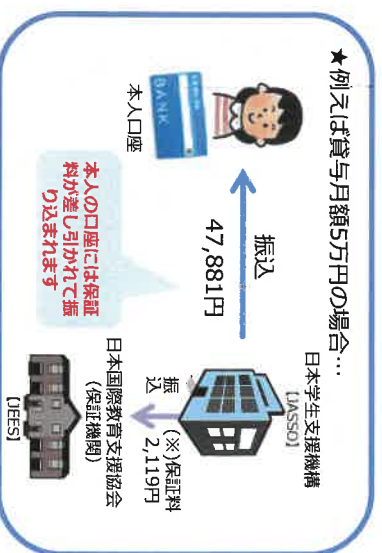 ★例えば貸与月額5万円の場合…
日本学生支援機構
【JASSO】
振込
47,881円
BANK
本人口座
振込
(※)保証料
2,119円
本人の口座には保証
料が差し引かれて振
り込まれます
日本国際教育支援協会
(保証機関)
【JEES】